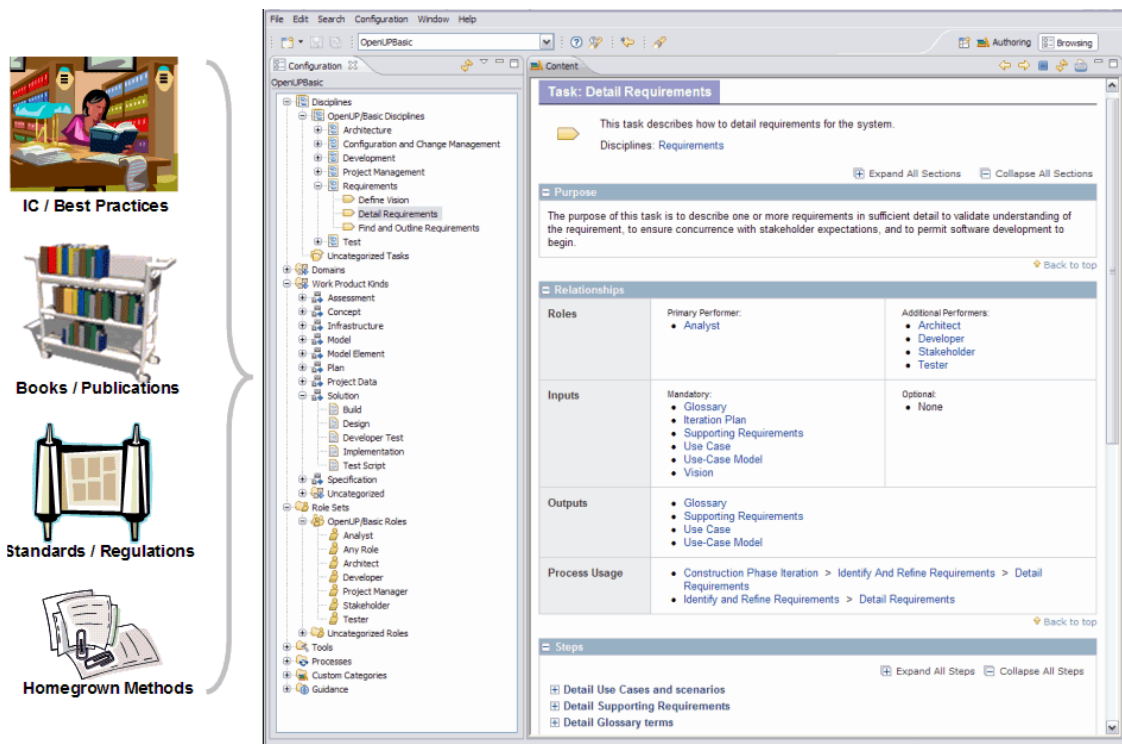 IC / Best Practices
Books / Publications
Standards / Regulations
Homegrown Methods
File Edit Search Configuration Window Help
OpenUPBasic
Authoring
Browsing
Configuration
OpenUPBasic
Disciplines
OpenUP/Basic Disciplines
Architecture
Configuration and Change Management
Development
Project Management
Requirements
Define Vision
Detail Requirements
Find and Outline Requirements
Test
Uncategorized Tasks
Domains
Work Product Kinds
Assessment
Concept
Infrastructure
Model
Model Element
Plan
Project Data
Solution
Build
Design
Developer Test
Implementation
Test Script
Specification
Uncategorized
Role Sets
OpenUP/Basic Roles
Analyst
Any Role
Architect
Developer
Project Manager
Stakeholder
Tester
Uncategorized Roles
Tools
Processes
Custom Categories
Guidance
Content
Task: Detail Requirements
This task describes how to detail requirements for the system.
Disciplines: Requirements
Expand All Sections Collapse All Sections
Purpose
The purpose of this task is to describe one or more requirements in sufficient detail to validate understanding of
the requirement, to ensure concurrence with stakeholder expectations, and to permit software development to
begin.
Back to top
Relationships
Roles
Primary Performer:
• Analyst
Additional Performers:
• Architect
• Developer
• Stakeholder
• Tester
Inputs
Mandatory:
• Glossary
• Iteration Plan
• Supporting Requirements
• Use Case
• Use-Case Model
• Vision
Optional:
• None
Outputs
• Glossary
• Supporting Requirements
• Use Case
• Use-Case Model
Process Usage
• Construction Phase Iteration > Identify And Refine Requirements > Detail
Requirements
• Identify and Refine Requirements > Detail Requirements
Back to top
Steps
Expand All Steps Collapse All Steps
Detail Use Cases and scenarios
Detail Supporting Requirements
Detail Glossary terms